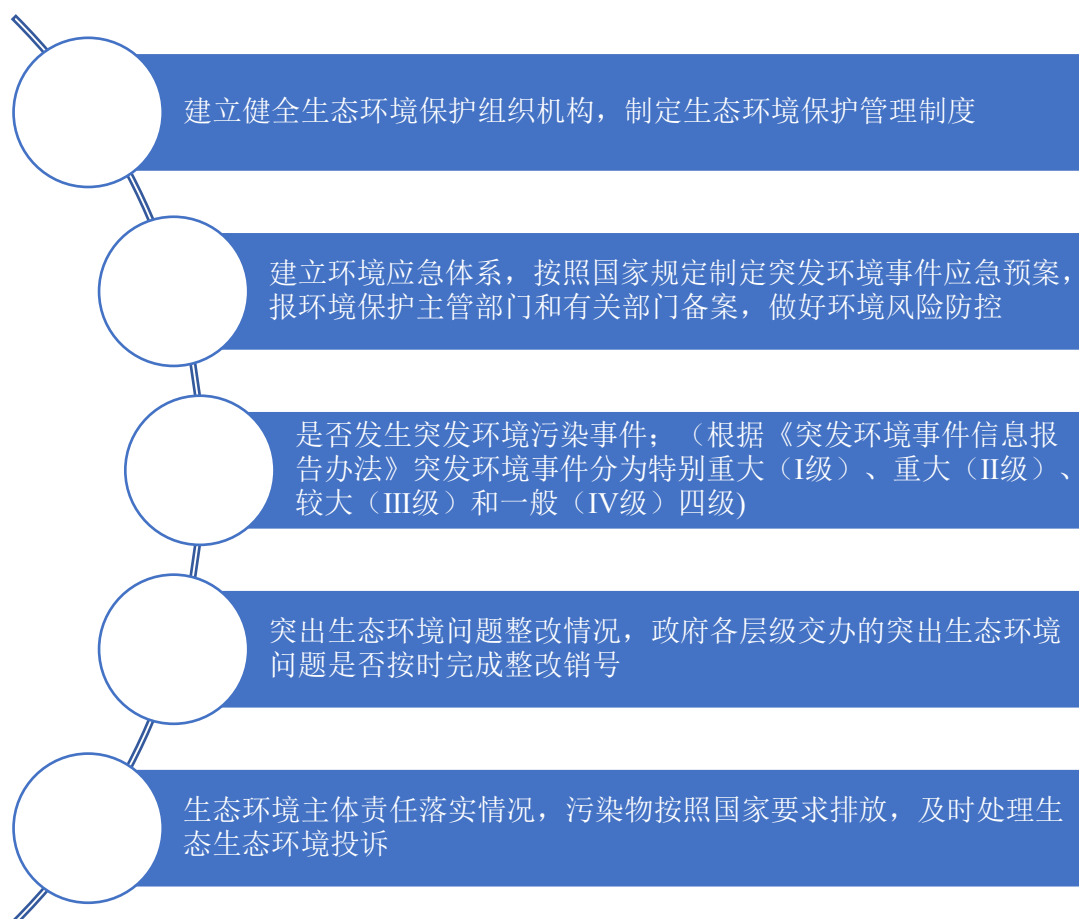 建立健全生态环境保护组织机构，制定生态环境保护管理制度
建立环境应急体系，按照国家规定制定突发环境事件应急预案，
报环境保护主管部门和有关部门备案，做好环境风险防控
是否发生突发环境污染事件；（根据《突发环境事件信息报
告办法》突发环境事件分为特别重大（I级）、重大（II级）、
较大（III级）和一般（IV级）四级)
突出生态环境问题整改情况，政府各层级交办的突出生态环境
问题是否按时完成整改销号
生态环境主体责任落实情况，污染物按照国家要求排放，及时处理生
态生态环境投诉